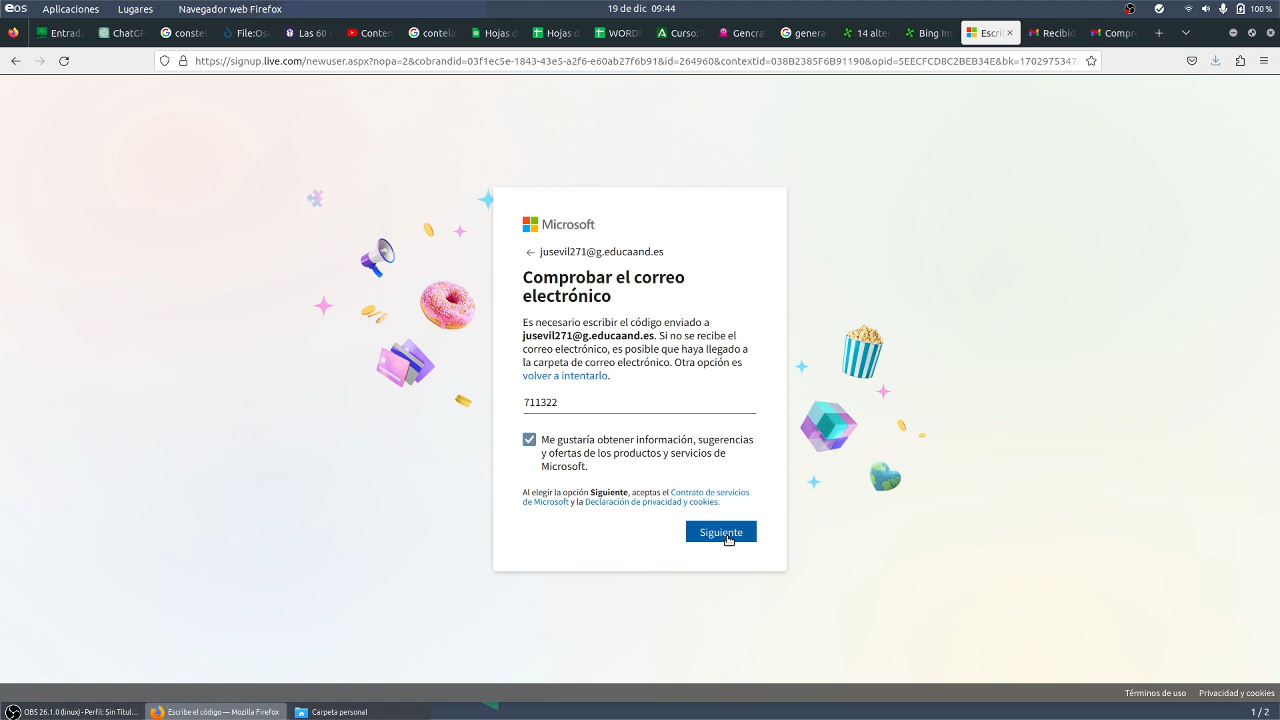 eos Aplicaciones Lugares Navegador web Firefox 19 de dic 09:44 100 %
Entrad ChatGP constel File:Os Las 60 Conten contela Hojas d Hojas d WORD Curso: Gencral genera 14 alter Bing Im Escri Recibid Compr
https://signup.live.com/newuser.aspx?nopa=2&cobrandid=03f1ec5e-1843-43e5-a2f6-e60ab27f6b91&id=264960&contextid=038B2385F6B91190&opid=5EECFCD8C2BEB34E&bk=170297534
Microsoft
jusevil271@g.educaand.es
Comprobar el correo
electrónico
Es necesario escribir el código enviado a
jusevil271@g.educaand.es. Si no se recibe el
correo electrónico, es posible que haya llegado a
la carpeta de correo electrónico. Otra opción es
volver a intentarlo.
711322
Me gustaría obtener información, sugerencias
y ofertas de los productos y servicios de
Microsoft.
Al elegir la opción Siguiente, aceptas el Contrato de servicios
de Microsoft y la Declaración de privacidad y cookies.
Siguiente
Términos de uso Privacidad y cookies
OBS 26.1.0 (linux) - Perfil: Sin Títul... Escribe el código — Mozilla Firefox Carpeta personal 1 / 2